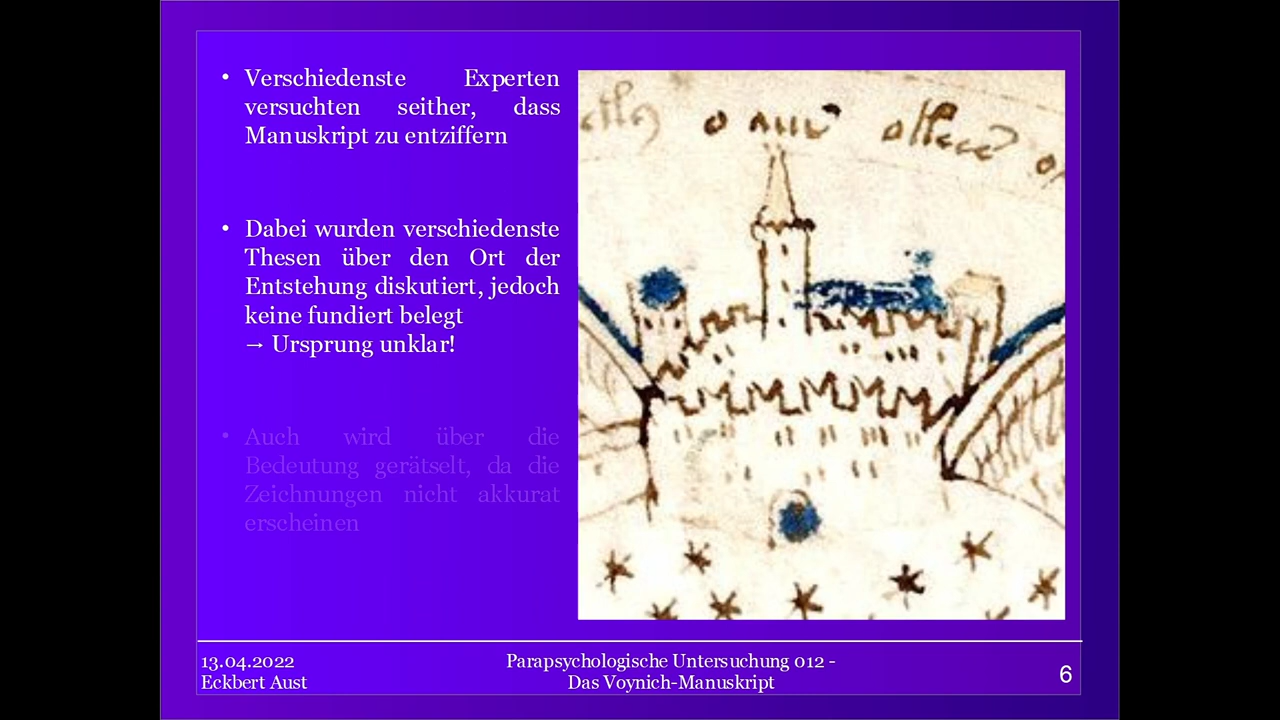 • Verschiedenste Experten
versuchten seither, dass
Manuskript zu entziffern
• Dabei wurden verschiedenste
Thesen über den Ort der
Entstehung diskutiert, jedoch
keine fundiert belegt
→ Ursprung unklar!
• Auch wird über die
Bedeutung gerätselt, da die
Zeichnungen nicht akkurat
erscheinen
13.04.2022
Eckbert Aust
Parapsychologische Untersuchung 012 -
Das Voynich-Manuskript
6